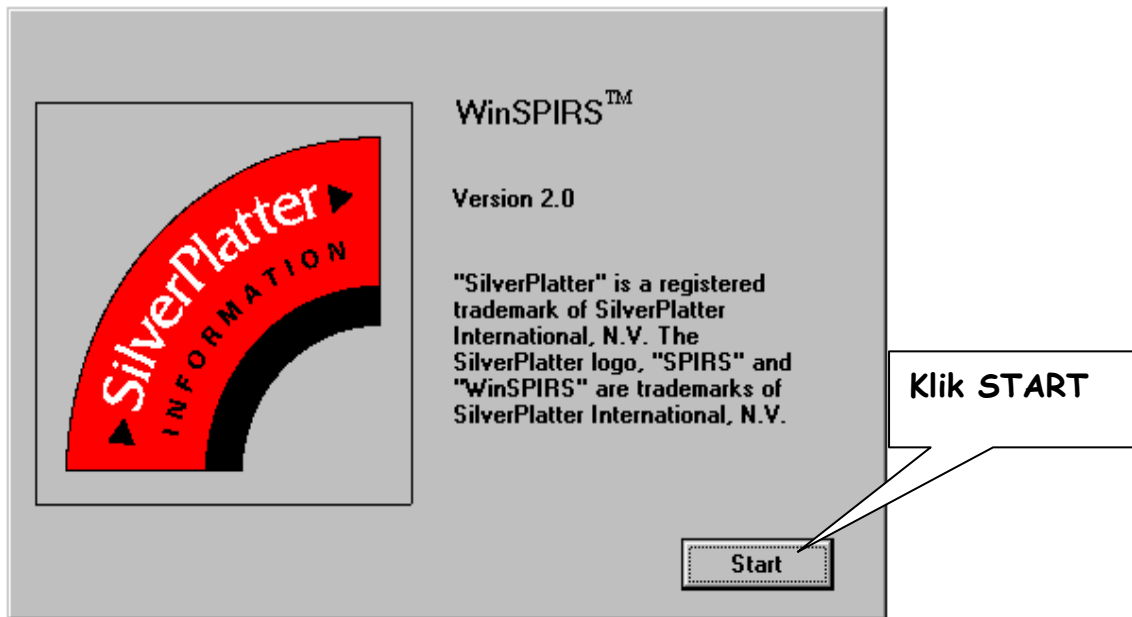 WinSPIRS™
Version 2.0
SilverPlatter
INFORMATION
"SilverPlatter" is a registered
trademark of SilverPlatter
International, N.V. The
SilverPlatter logo, "SPIRS" and
"WinSPIRS" are trademarks of
SilverPlatter International, N.V.
Klik START
Start